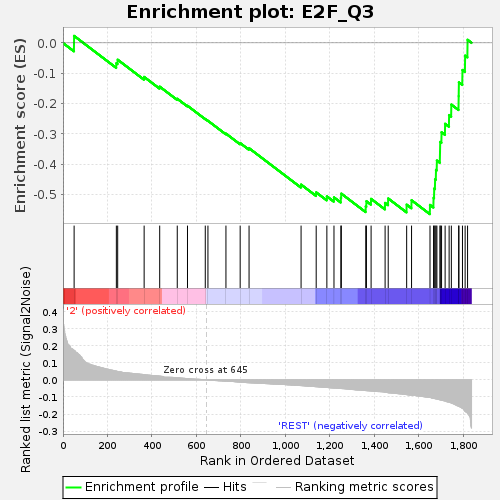 Enrichment plot: E2F_Q3
Enrichment score (ES)
0.0
-0.1
-0.2
-0.3
-0.4
-0.5
'2' (positively correlated)
Zero cross at 645
'REST' (negatively correlated)
Ranked list metric (Signal2Noise)
0.4
0.3
0.2
0.1
0.0
-0.1
-0.2
-0.3
0 200 400 600 800 1,000 1,200 1,400 1,600 1,800
Rank in Ordered Dataset
Enrichment profile Hits Ranking metric scores